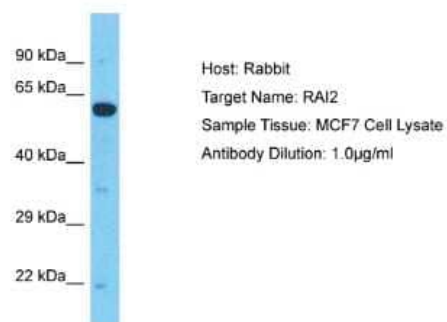 90 kDa
65 kDa
40 kDa
29 kDa
22 kDa
Host: Rabbit
Target Name: RAI2
Sample Tissue: MCF7 Cell Lysate
Antibody Dilution: 1.0µg/ml